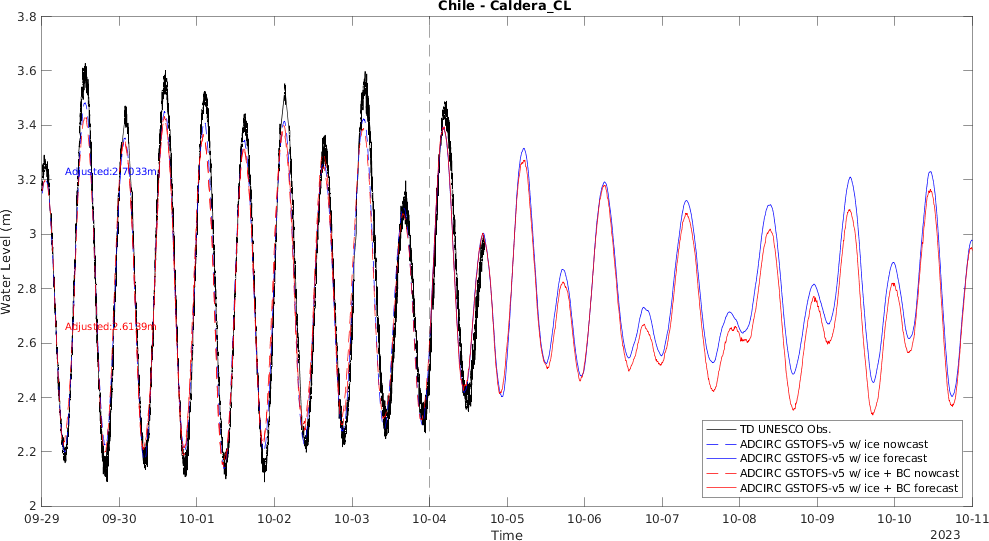 Chile - Caldera_CL
3.8
3.6
3.4
3.2
3
2.8
2.6
2.4
2.2
2
Water Level (m)
Adjusted:2.7033m
Adjusted:2.6139m
TD UNESCO Obs.
ADCIRC GSTOFS-v5 w/ ice nowcast
ADCIRC GSTOFS-v5 w/ ice forecast
ADCIRC GSTOFS-v5 w/ ice + BC nowcast
ADCIRC GSTOFS-v5 w/ ice + BC forecast
09-29 09-30 10-01 10-02 10-03 10-04 10-05 10-06 10-07 10-08 10-09 10-10 10-11
Time
2023